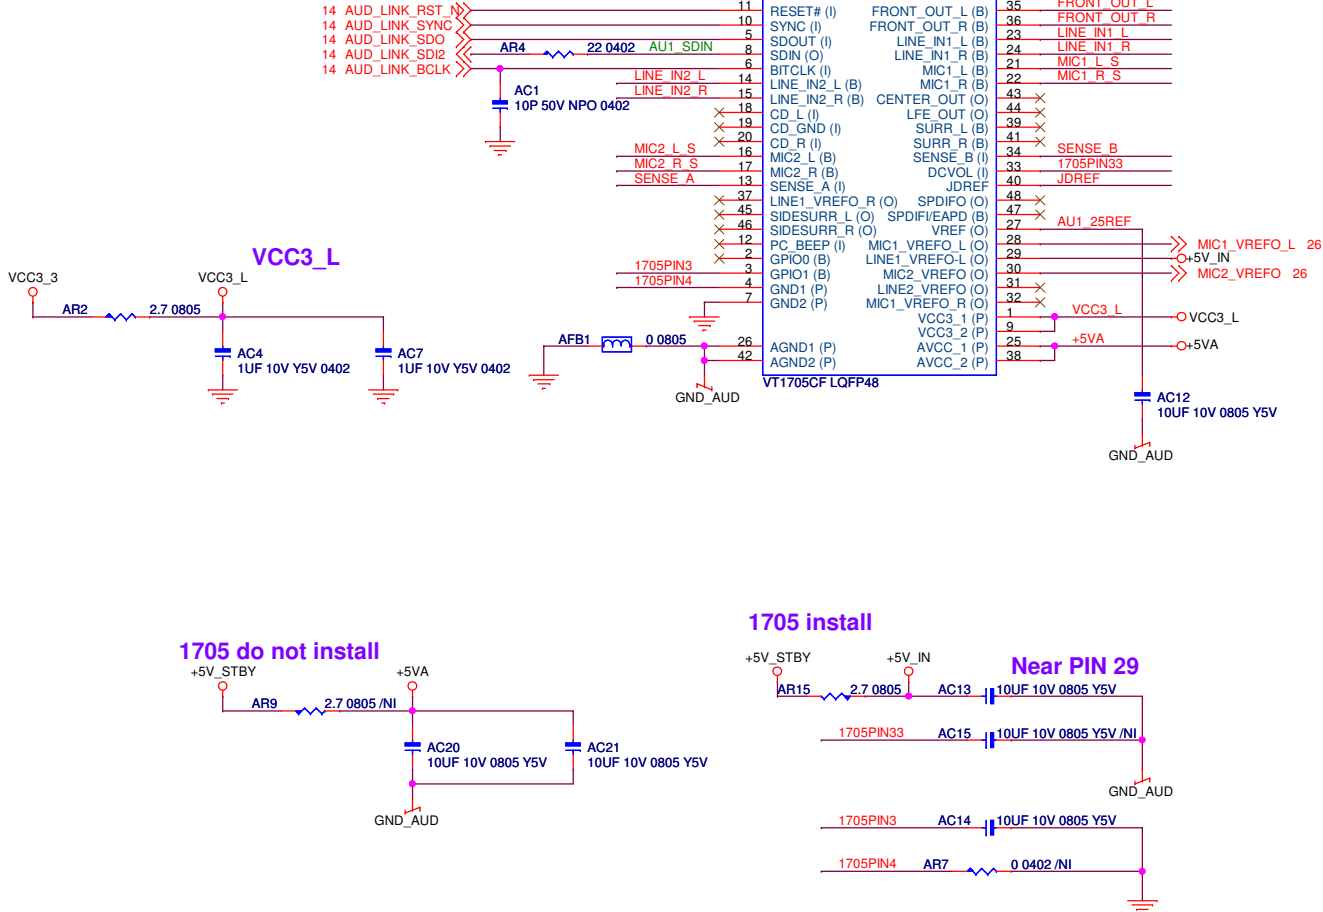 14 AUD_LINK_RST_N 11 RESET# (I) FRONT_OUT_L (B) 35 FRONT_OUT_L
14 AUD_LINK_SYNC 10 SYNC (I) FRONT_OUT_R (B) 36 FRONT_OUT_R
14 AUD_LINK_SDO 5 SDOUT (I) LINE_IN1_L (B) 23 LINE_IN1_L
14 AUD_LINK_SDI2 AR4 22 0402 AU1_SDIN 8 SDIN (O) LINE_IN1_R (B) 24 LINE_IN1_R
14 AUD_LINK_BCLK 6 BITCLK (I) MIC1_L (B) 21 MIC1_L_S
LINE_IN2_L 14 LINE_IN2_L (B) MIC1_R (B) 22 MIC1_R_S
AC1 LINE_IN2_R 15 LINE_IN2_R (B) CENTER_OUT (O) 43
10P 50V NPO 0402 18 CD_L (I) LFE_OUT (O) 44
19 CD_GND (I) SURR_L (B) 39
20 CD_R (I) SURR_R (B) 41
MIC2_L_S 16 MIC2_L (B) SENSE_B (I) 34 SENSE_B
MIC2_R_S 17 MIC2_R (B) DCVOL (I) 33 1705PIN33
SENSE_A 13 SENSE_A (I) JDREF 40 JDREF
37 LINE1_VREFO_R (O) SPDIFO (O) 48
45 SIDESURR_L (O) SPDIFI/EAPD (B) 47
46 SIDESURR_R (O) VREF (O) 27 AU1_25REF
12 PC_BEEP (I) MIC1_VREFO_L (O) 28 MIC1_VREFO_L 26
2 GPIO0 (B) LINE1_VREFO-L (O) 29 +5V_IN
1705PIN3 3 GPIO1 (B) MIC2_VREFO (O) 30 MIC2_VREFO 26
1705PIN4 4 GND1 (P) LINE2_VREFO (O) 31
7 GND2 (P) MIC1_VREFO_R (O) 32
VCC3_1 (P) 1 VCC3_L VCC3_L
VCC3_2 (P) 9
AFB1 0 0805 26 AGND1 (P) AVCC_1 (P) 25 +5VA +5VA
42 AGND2 (P) AVCC_2 (P) 38
VT1705CF LQFP48
GND_AUD
AC12
10UF 10V 0805 Y5V
GND_AUD
VCC3_L
VCC3_3 VCC3_L
AR2 2.7 0805
AC4 AC7
1UF 10V Y5V 0402 1UF 10V Y5V 0402
1705 do not install
+5V_STBY +5VA
AR9 2.7 0805 /NI
AC20 AC21
10UF 10V 0805 Y5V 10UF 10V 0805 Y5V
GND_AUD
1705 install
+5V_STBY +5V_IN Near PIN 29
AR15 2.7 0805 AC13 10UF 10V 0805 Y5V
1705PIN33 AC15 10UF 10V 0805 Y5V /NI
GND_AUD
1705PIN3 AC14 10UF 10V 0805 Y5V
1705PIN4 AR7 0 0402 /NI